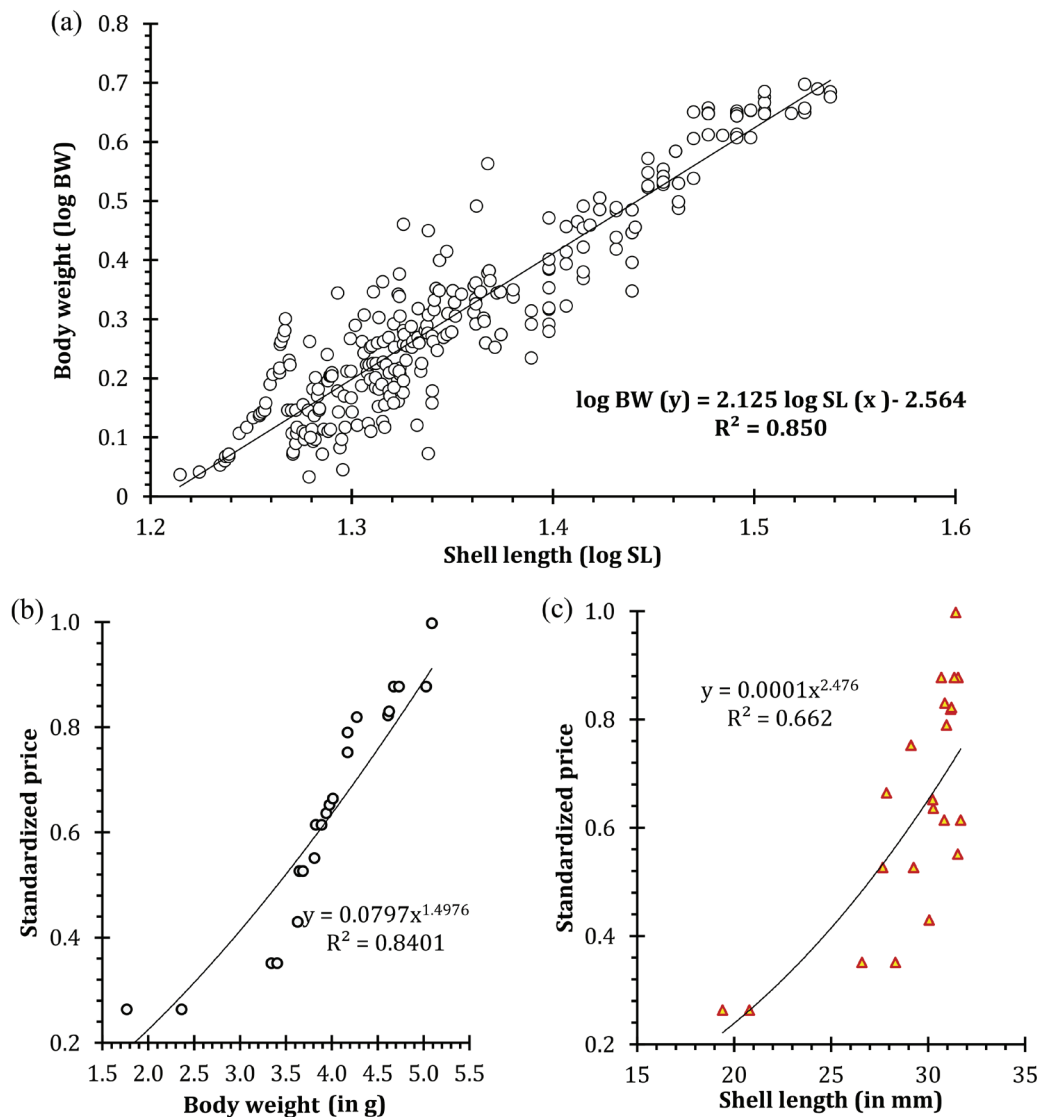 (a)
0.8
0.7
0.6
0.5
0.4
0.3
0.2
0.1
0
Body weight (log BW)
log BW (y) = 2.125 log SL (x) - 2.564
R² = 0.850
1.2 1.3 1.4 1.5 1.6
Shell length (log SL)
(b)
1.0
0.8
0.6
0.4
0.2
Standardized price
y = 0.0797x^1.4976
R² = 0.8401
1.5 2.0 2.5 3.0 3.5 4.0 4.5 5.0 5.5
Body weight (in g)
(c)
1.0
0.8
0.6
0.4
0.2
Standardized price
y = 0.0001x^2.476
R² = 0.662
15 20 25 30 35
Shell length (in mm)